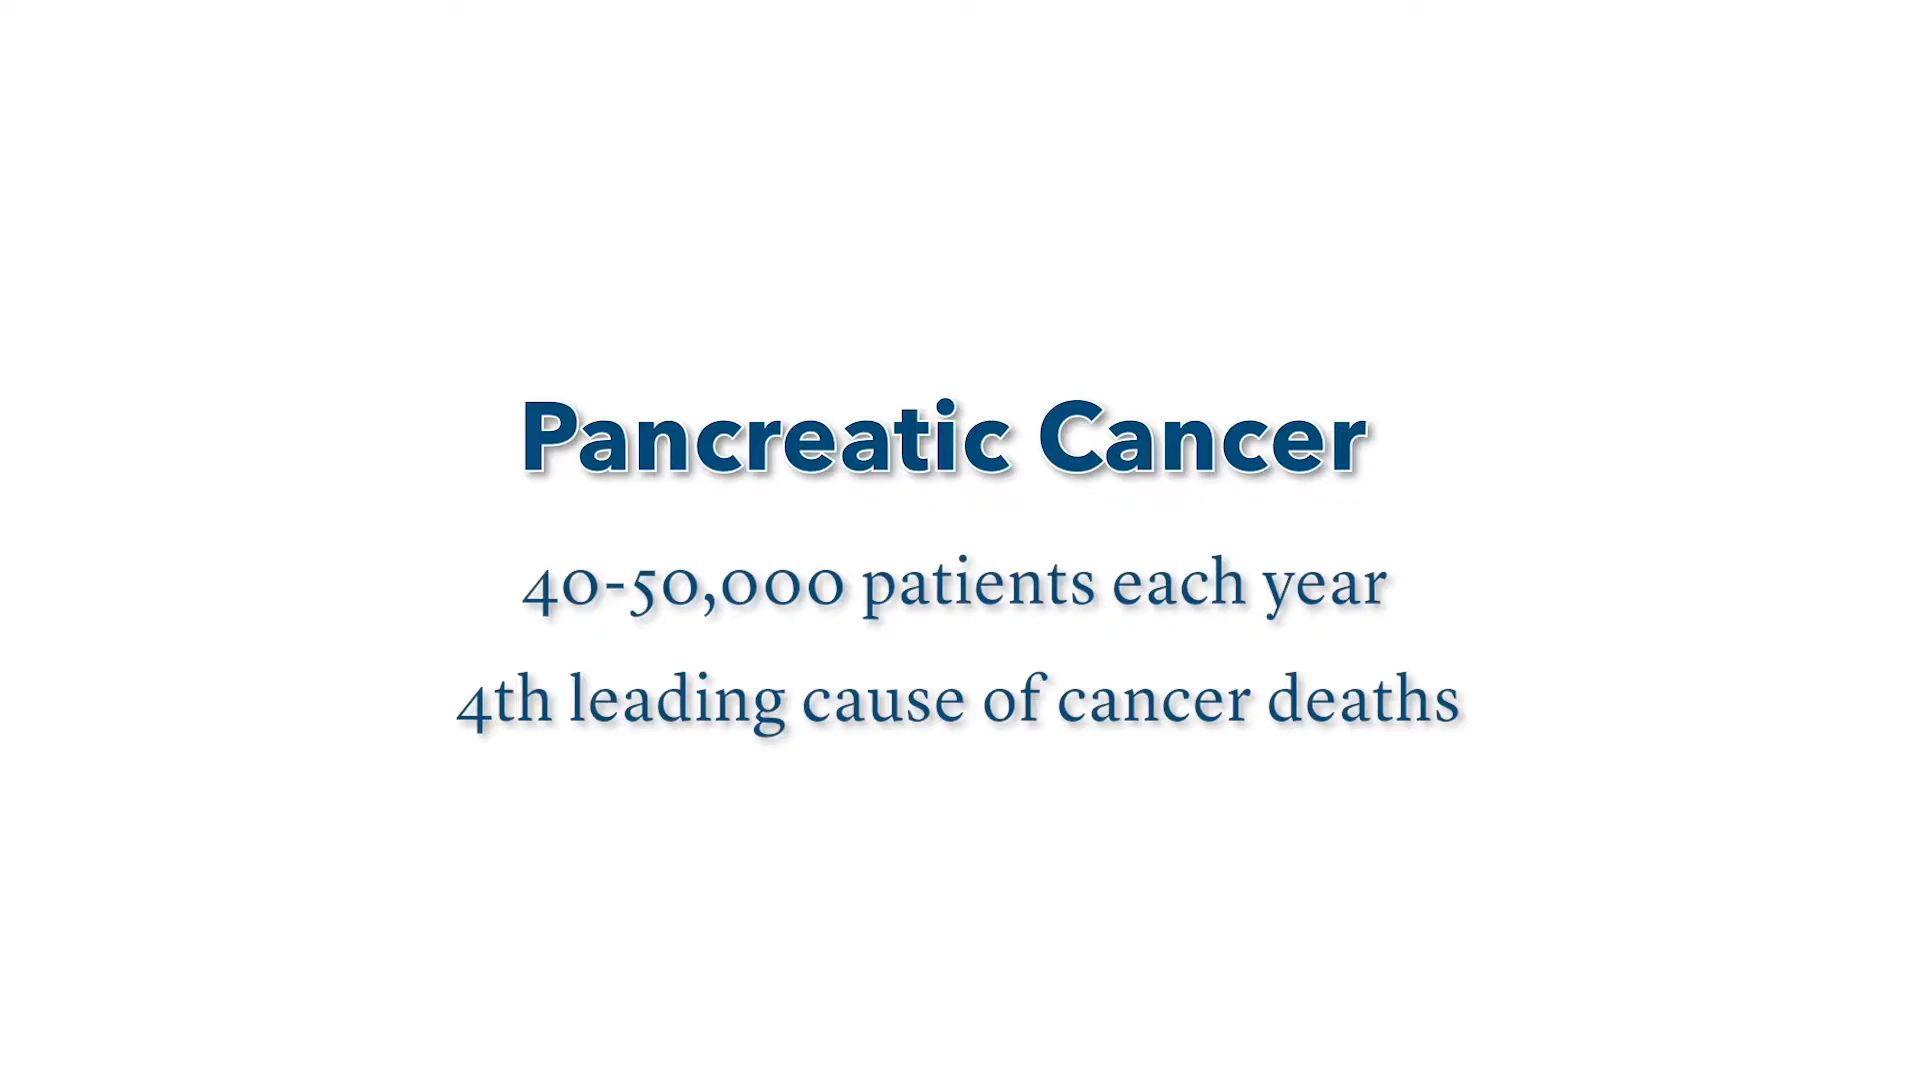 Pancreatic Cancer
40-50,000 patients each year
4th leading cause of cancer deaths